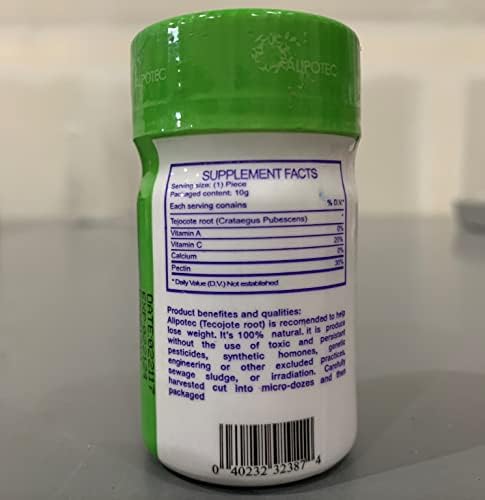 ALIPOTEC
ALIPOTEC
SUPPLEMENT FACTS
Serving size: (1) Piece
Packaged content: 10g
Each serving conains % D.V.*
Tejocote root (Crataegus Pubescens) *
Vitamin A 0%
Vitamin C 20%
Calcium 0%
Pectin 30%
* Daily Value (D.V.) Not established
Product benefites and qualities:
Alipotec (Tecojote root) is recomended to help
lose weight. It's 100% natural. It is produce
without the use of toxic and persistent
pesticides, synthetic homones, genetic
engineering or other excluded practices,
sewage sludge, or irradiation. Carefully
harvested cut into micro-dozes and then
packaged
0 40232 32387 4